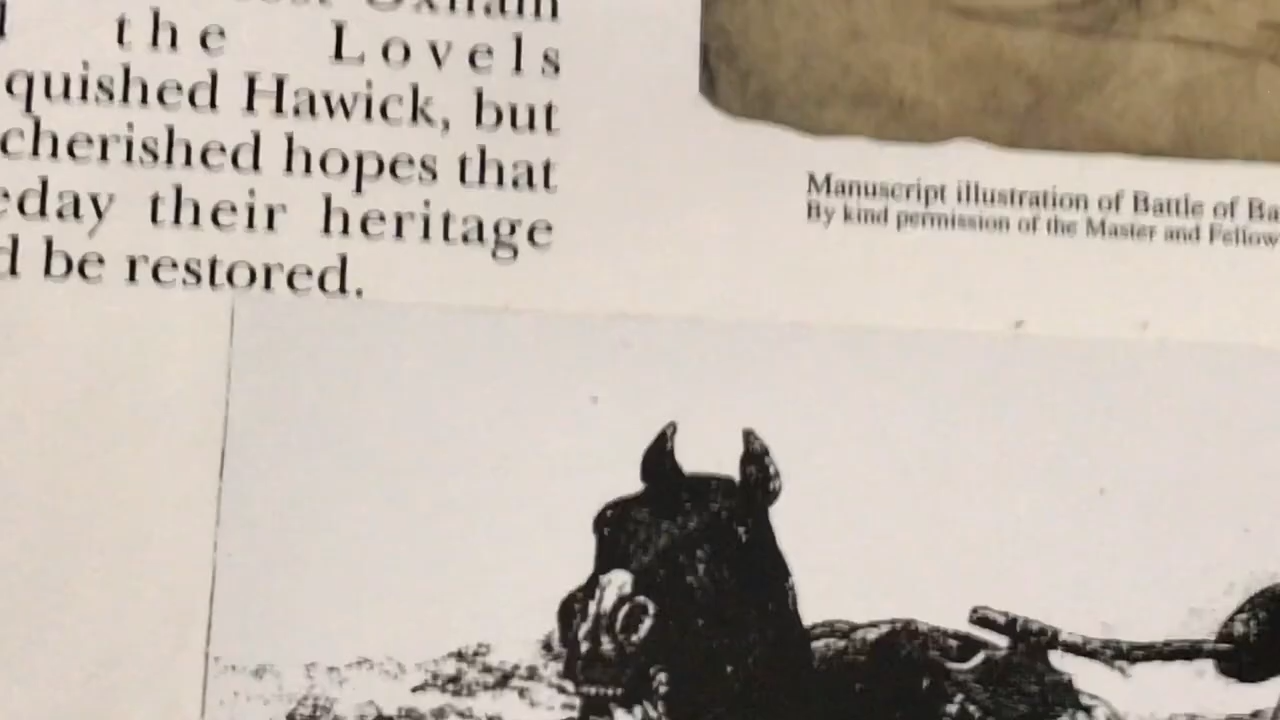 the Lovels
quished Hawick, but
cherished hopes that
eday their heritage
d be restored.
Manuscript illustration of Battle of Ba
By kind permission of the Master and Fellow